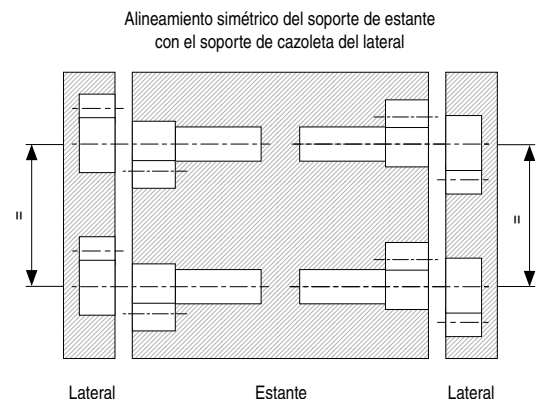 Alineamiento simétrico del soporte de estante
con el soporte de cazoleta del lateral
=
=
Lateral Estante Lateral